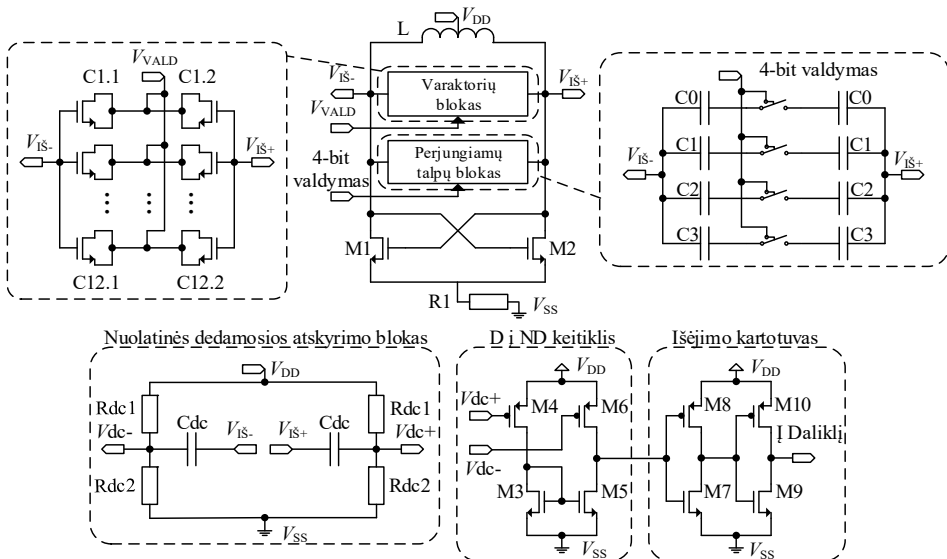 L
VDD
C1.1
VVALD
C1.2
VIŠ-
VIŠ+
C12.1
C12.2
VIŠ-
Varaktorių
blokas
VIŠ+
VVALD
4-bit
valdymas
Perjungiamų
talpų blokas
M1
M2
R1
VSS
4-bit valdymas
C0
C0
C1
C1
VIŠ-
VIŠ+
C2
C2
C3
C3
Nuolatinės dedamosios atskyrimo blokas
VDD
Rdc1
Rdc1
Vdc-
Cdc
VIŠ-
VIŠ+
Cdc
Vdc+
Rdc2
Rdc2
VSS
D į ND keitiklis
VDD
Vdc+
M4
M6
Vdc-
M3
M5
VSS
Išėjimo kartotuvas
VDD
M8
M10
Į Daliklį
M7
M9
VSS